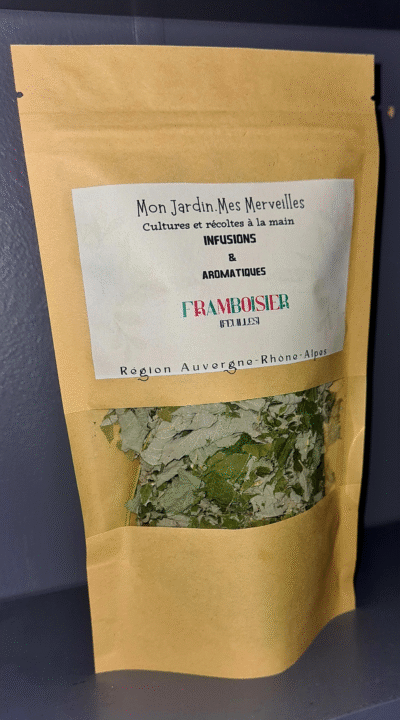 Mon Jardin.Mes Merveilles
Cultures et récoltes à la main
INFUSIONS
&
AROMATIQUES
FRAMBOISIER
(FEUILLES)
Région Auvergne-Rhône-Alpes